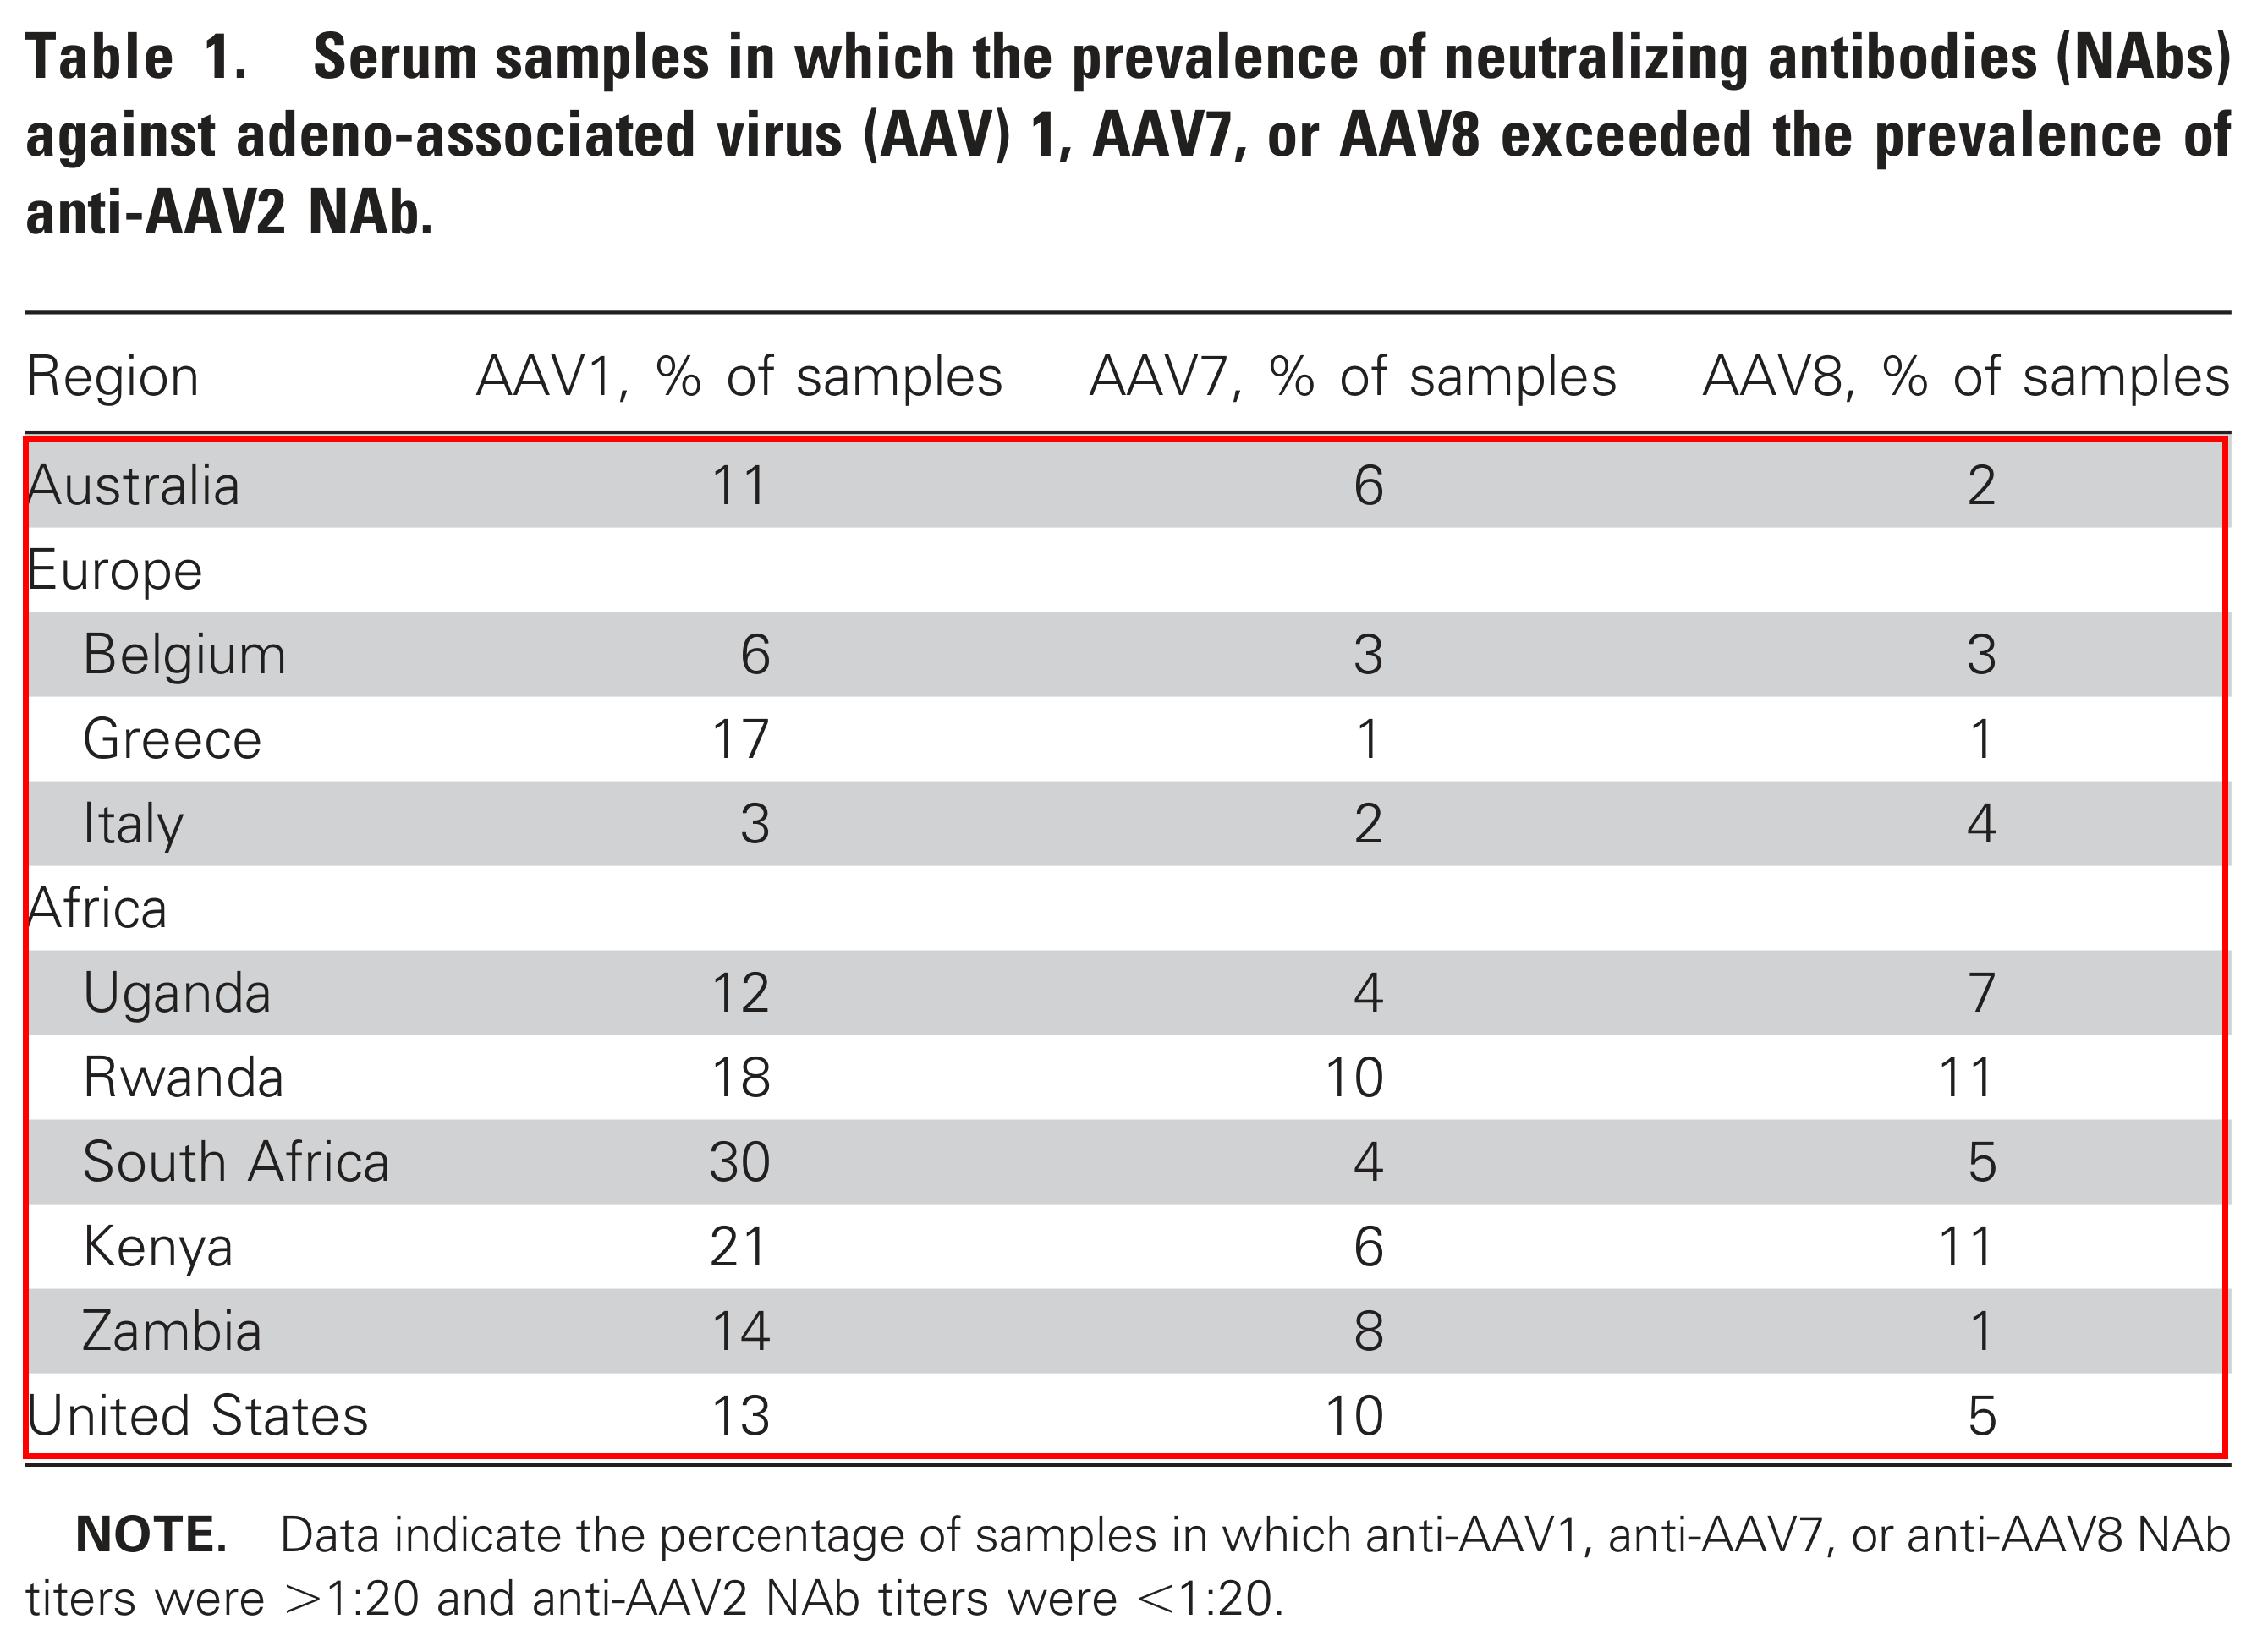 Table 1. Serum samples in which the prevalence of neutralizing antibodies (NAbs)
against adeno-associated virus (AAV) 1, AAV7, or AAV8 exceeded the prevalence of
anti-AAV2 NAb.
Region AAV1, % of samples AAV7, % of samples AAV8, % of samples
Australia 11 6 2
Europe
Belgium 6 3 3
Greece 17 1 1
Italy 3 2 4
Africa
Uganda 12 4 7
Rwanda 18 10 11
South Africa 30 4 5
Kenya 21 6 11
Zambia 14 8 1
United States 13 10 5
NOTE. Data indicate the percentage of samples in which anti-AAV1, anti-AAV7, or anti-AAV8 NAb
titers were >1:20 and anti-AAV2 NAb titers were <1:20.